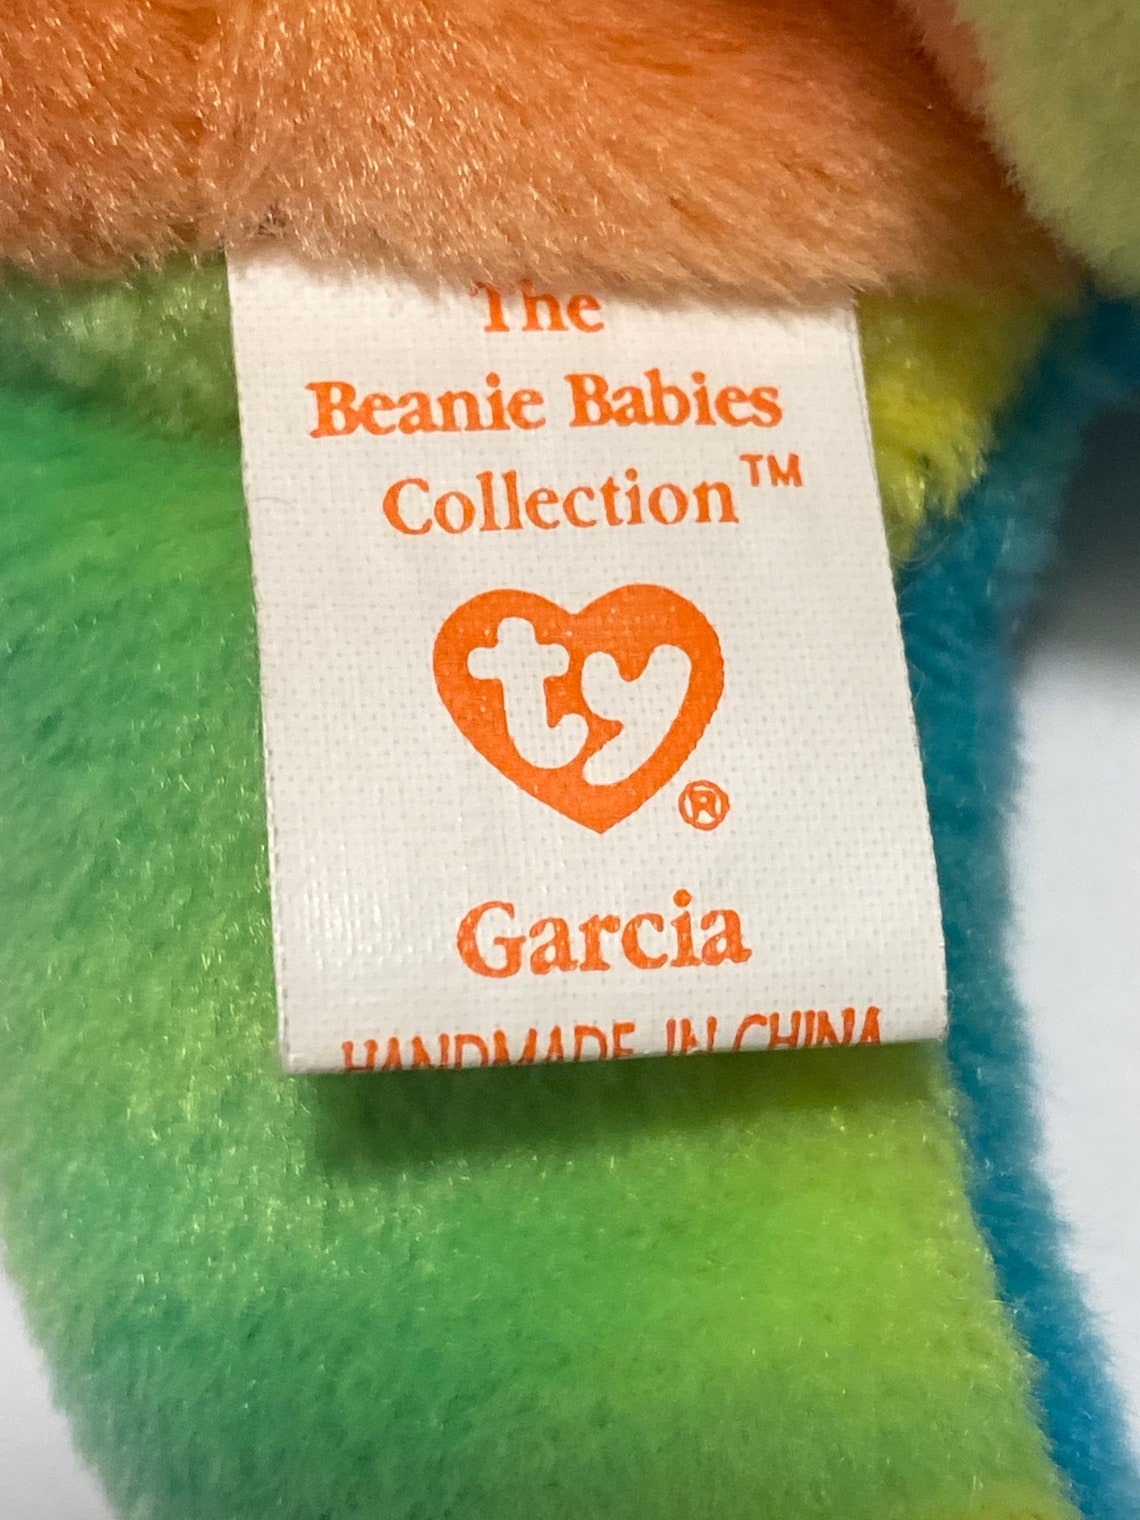 The
Beanie Babies
Collection™
ty®
Garcia
HANDMADE IN CHINA